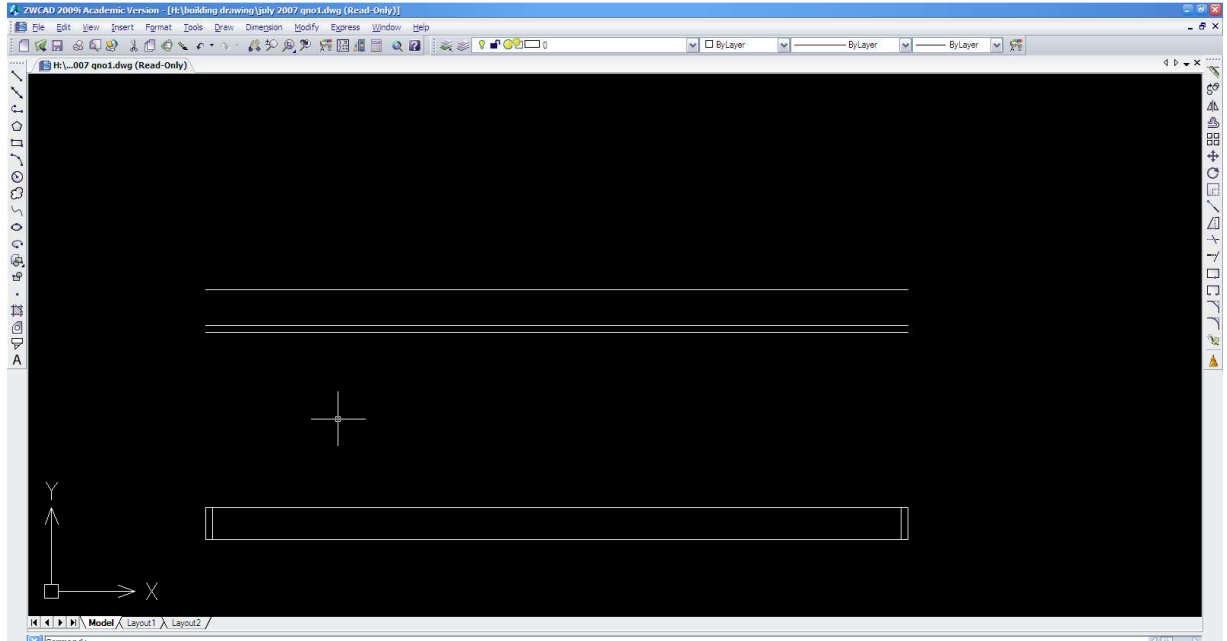 ZWCAD 2009i Academic Version - [H:\building drawing\july 2007 qno1.dwg (Read-Only)]
File Edit View Insert Format Tools Draw Dimension Modify Express Window Help
0 ByLayer ByLayer ByLayer
H:\...007 qno1.dwg (Read-Only)
A
Y
X
Model Layout1 Layout2